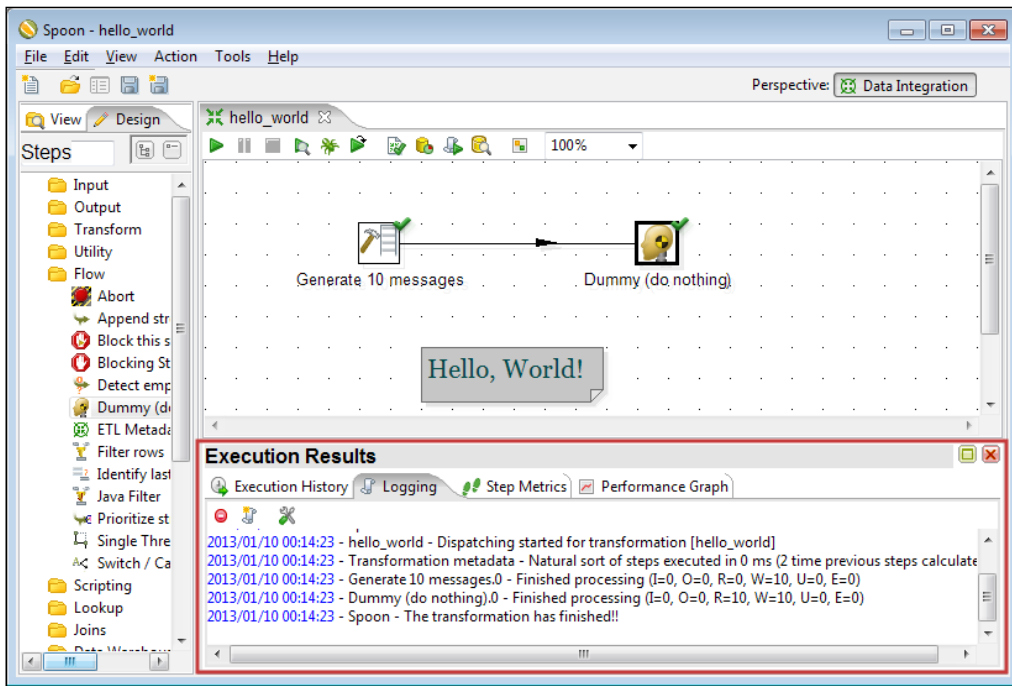 Spoon - hello_world
File Edit View Action Tools Help
Perspective: Data Integration
View Design
Steps
Input
Output
Transform
Utility
Flow
Abort
Append str
Block this s
Blocking St
Detect emp
Dummy (do
ETL Metada
Filter rows
Identify last
Java Filter
Prioritize st
Single Thre
Switch / Ca
Scripting
Lookup
Joins
hello_world
100%
Generate 10 messages
Dummy (do nothing)
Hello, World!
Execution Results
Execution History Logging Step Metrics Performance Graph
2013/01/10 00:14:23 - hello_world - Dispatching started for transformation [hello_world]
2013/01/10 00:14:23 - Transformation metadata - Natural sort of steps executed in 0 ms (2 time previous steps calculate
2013/01/10 00:14:23 - Generate 10 messages.0 - Finished processing (I=0, O=0, R=0, W=10, U=0, E=0)
2013/01/10 00:14:23 - Dummy (do nothing).0 - Finished processing (I=0, O=0, R=10, W=10, U=0, E=0)
2013/01/10 00:14:23 - Spoon - The transformation has finished!!